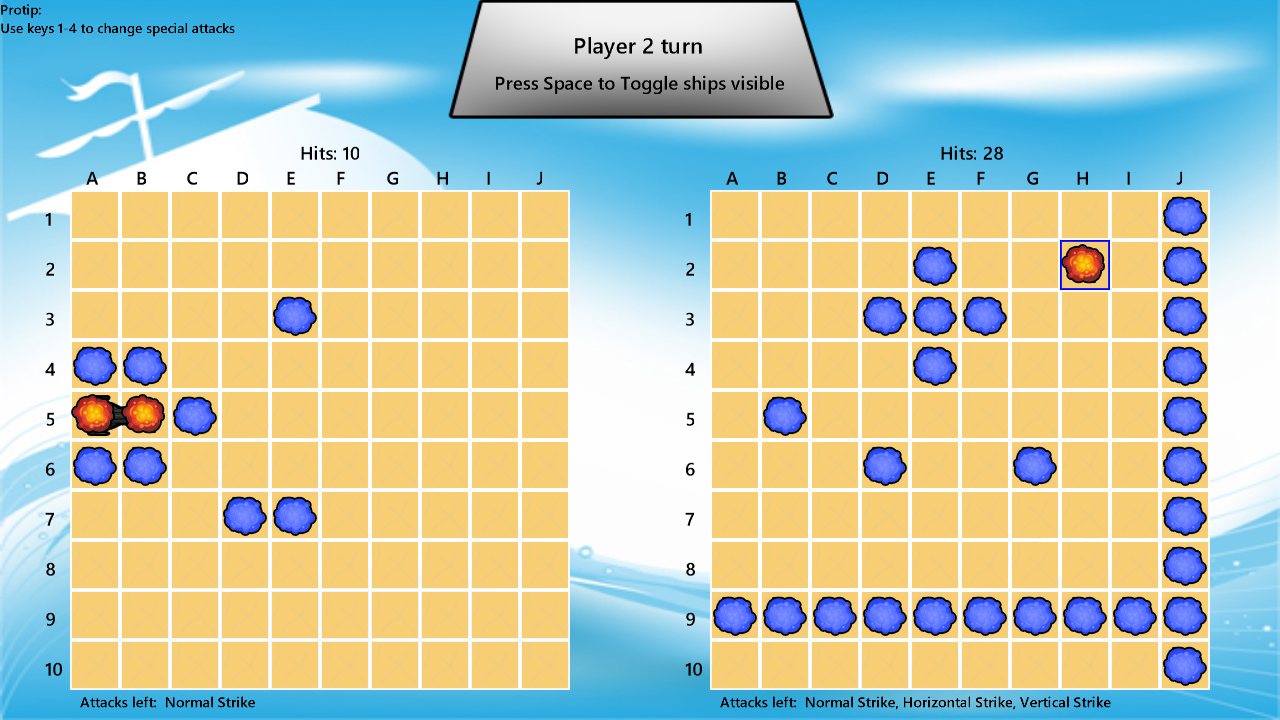 Protip:
Use keys 1-4 to change special attacks
Player 2 turn
Press Space to Toggle ships visible
Hits: 10
A B C D E F G H I J
1
2
3
4
5
6
7
8
9
10
Attacks left: Normal Strike
Hits: 28
A B C D E F G H I J
1
2
3
4
5
6
7
8
9
10
Attacks left: Normal Strike, Horizontal Strike, Vertical Strike